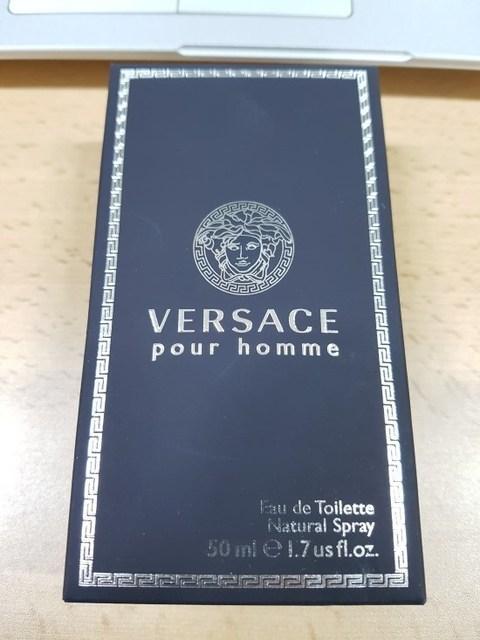 VERSACE
pour homme
Eau de Toilette
Natural Spray
50 ml ℮ 1.7 us fl.oz.